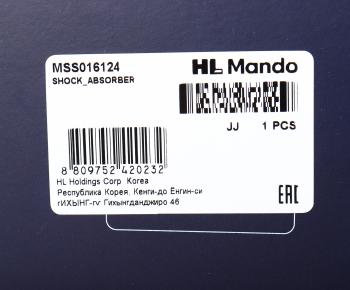 MSS016124
SHOCK_ABSORBER
HL Mando
JJ 1 PCS
8 809752 420232
HL Holdings Corp Korea
Республика Корея, Кенги-до Ёнгин-си
гИХЫНГ-гу Гихынгданджиро 46
EAC